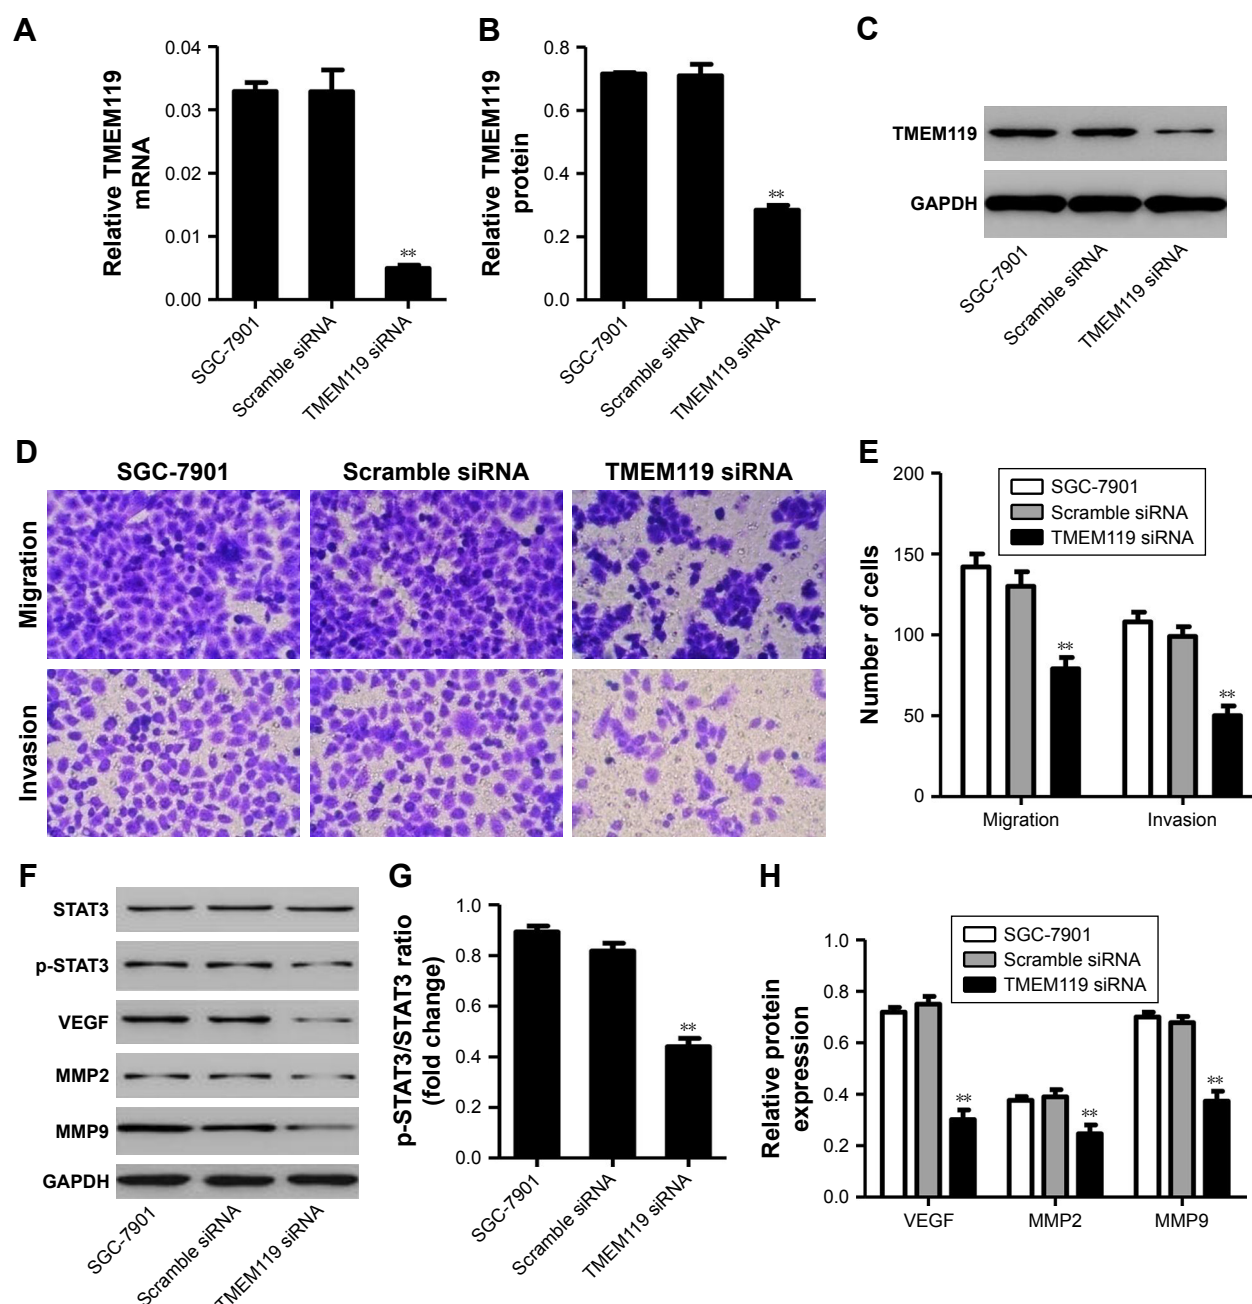 A
Relative TMEM119
mRNA
0.04
0.03
0.02
0.01
0.00
**
SGC-7901
Scramble siRNA
TMEM119 siRNA
B
Relative TMEM119
protein
0.8
0.6
0.4
0.2
0.0
**
SGC-7901
Scramble siRNA
TMEM119 siRNA
C
TMEM119
GAPDH
SGC-7901
Scramble siRNA
TMEM119 siRNA
D
SGC-7901
Scramble siRNA
TMEM119 siRNA
Migration
Invasion
E
Number of cells
200
150
100
50
0
SGC-7901
Scramble siRNA
TMEM119 siRNA
**
**
Migration
Invasion
F
STAT3
p-STAT3
VEGF
MMP2
MMP9
GAPDH
SGC-7901
Scramble siRNA
TMEM119 siRNA
G
p-STAT3/STAT3 ratio
(fold change)
1.0
0.8
0.6
0.4
0.2
0.0
**
SGC-7901
Scramble siRNA
TMEM119 siRNA
H
Relative protein
expression
1.0
0.8
0.6
0.4
0.2
0.0
SGC-7901
Scramble siRNA
TMEM119 siRNA
**
**
**
VEGF
MMP2
MMP9